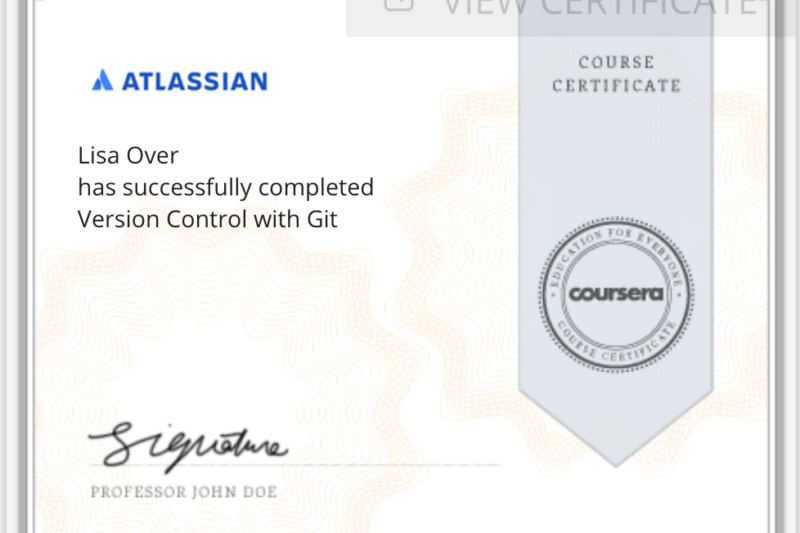 VIEW CERTIFICATE
ATLASSIAN
COURSE
CERTIFICATE
Lisa Over
has successfully completed
Version Control with Git
EDUCATION FOR EVERYONE
coursera
COURSE CERTIFICATE
Signature
PROFESSOR JOHN DOE